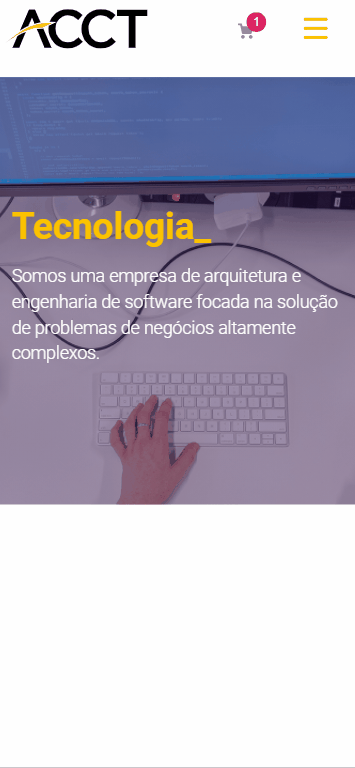 ACCT
1
Tecnologia_
Somos uma empresa de arquitetura e
engenharia de software focada na solução
de problemas de negócios altamente
complexos.